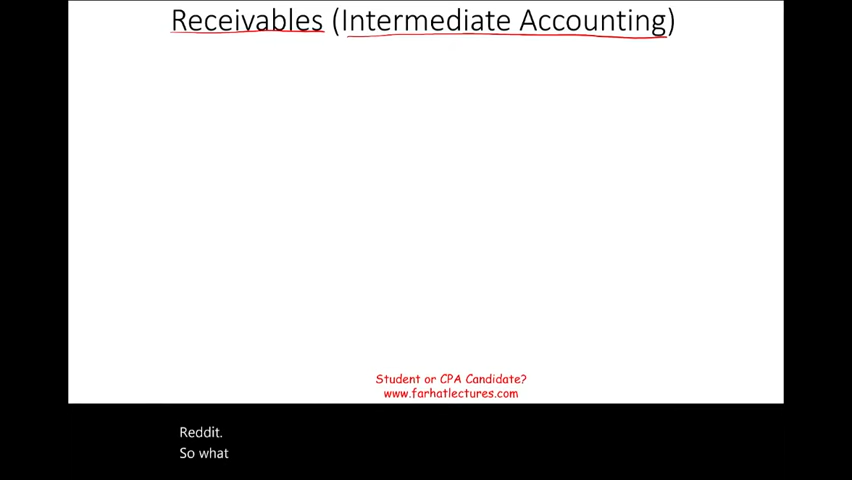 Receivables (Intermediate Accounting)
Student or CPA Candidate?
www.farhatlectures.com
Reddit.
So what